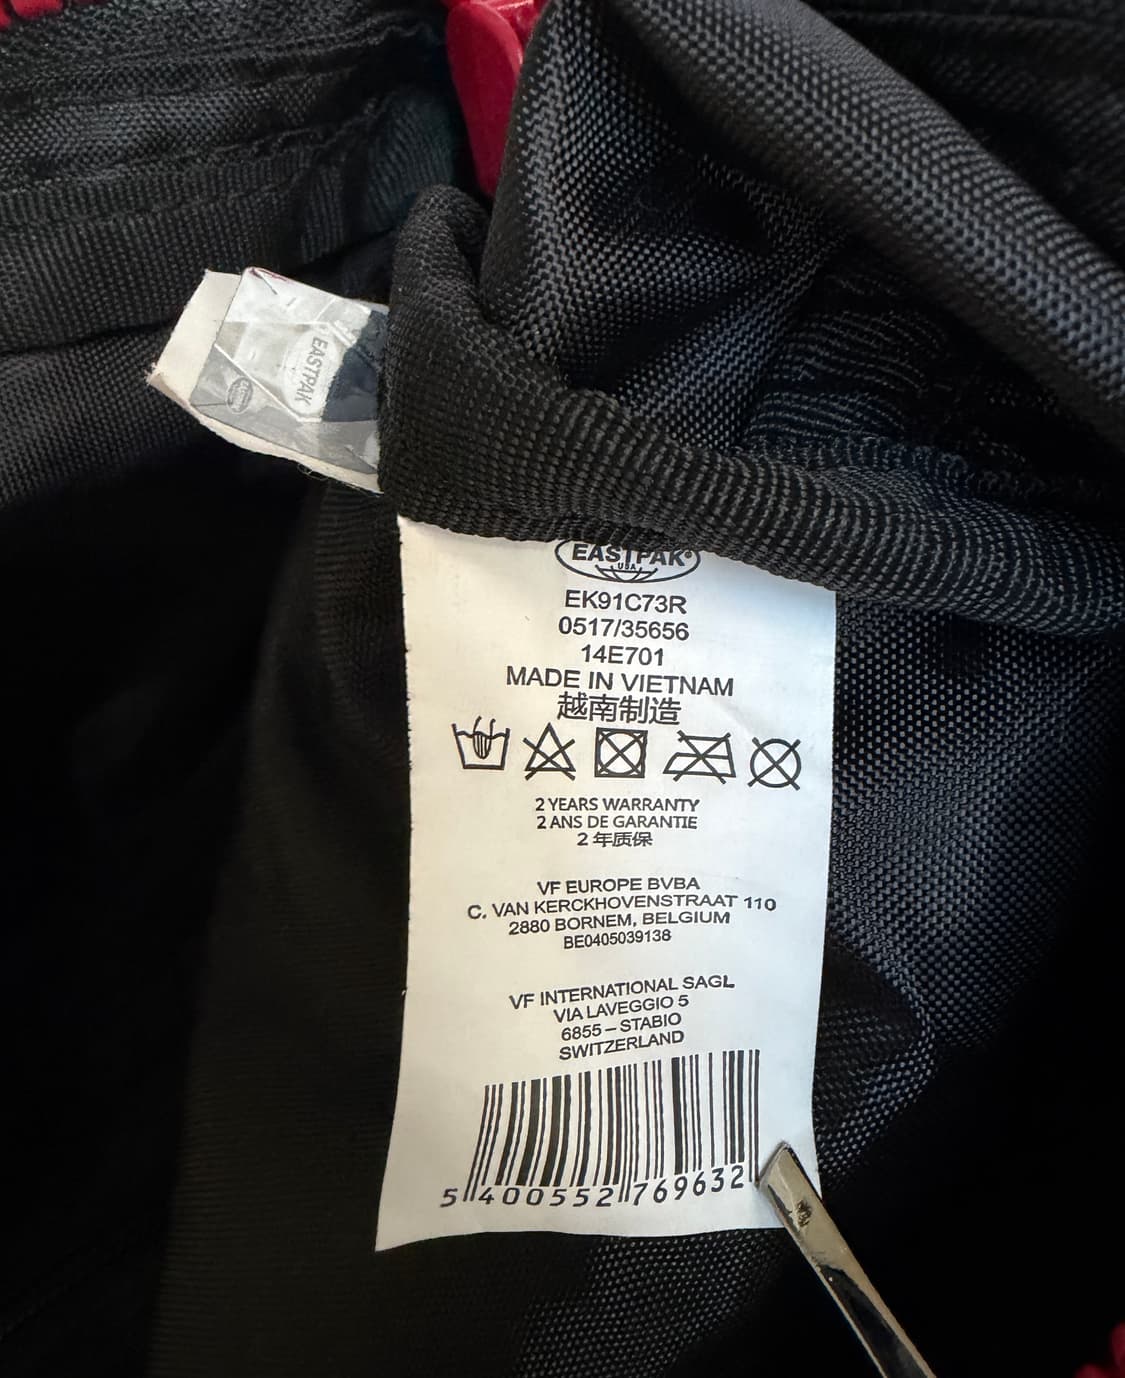 EASTPAK
EASTPAK®
USA
EK91C73R
0517/35656
14E701
MADE IN VIETNAM
越南制造
2 YEARS WARRANTY
2 ANS DE GARANTIE
2 年质保
VF EUROPE BVBA
C. VAN KERCKHOVENSTRAAT 110
2880 BORNEM, BELGIUM
BE0405039138
VF INTERNATIONAL SAGL
VIA LAVEGGIO 5
6855 – STABIO
SWITZERLAND
5 400552 769632